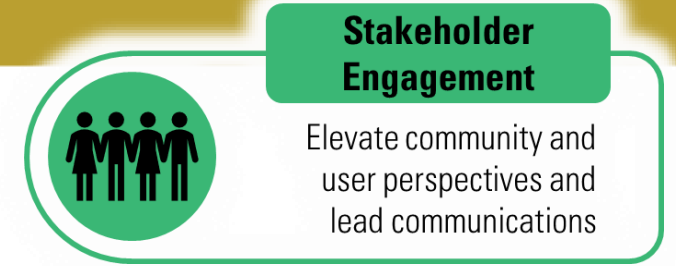 Stakeholder
Engagement
Elevate community and
user perspectives and
lead communications